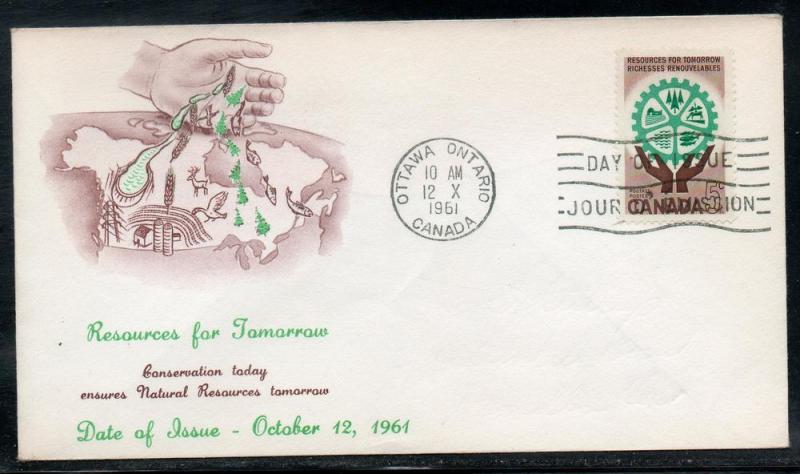 RESOURCES FOR TOMORROW
RICHESSES RENOUVELABLES
POSTAGE
POSTES
5¢
CANADA
OTTAWA ONTARIO
10 AM
12 X
1961
CANADA
DAY OF ISSUE
JOUR D'ÉMISSION
Resources for Tomorrow
Conservation today
ensures Natural Resources tomorrow
Date of Issue - October 12, 1961